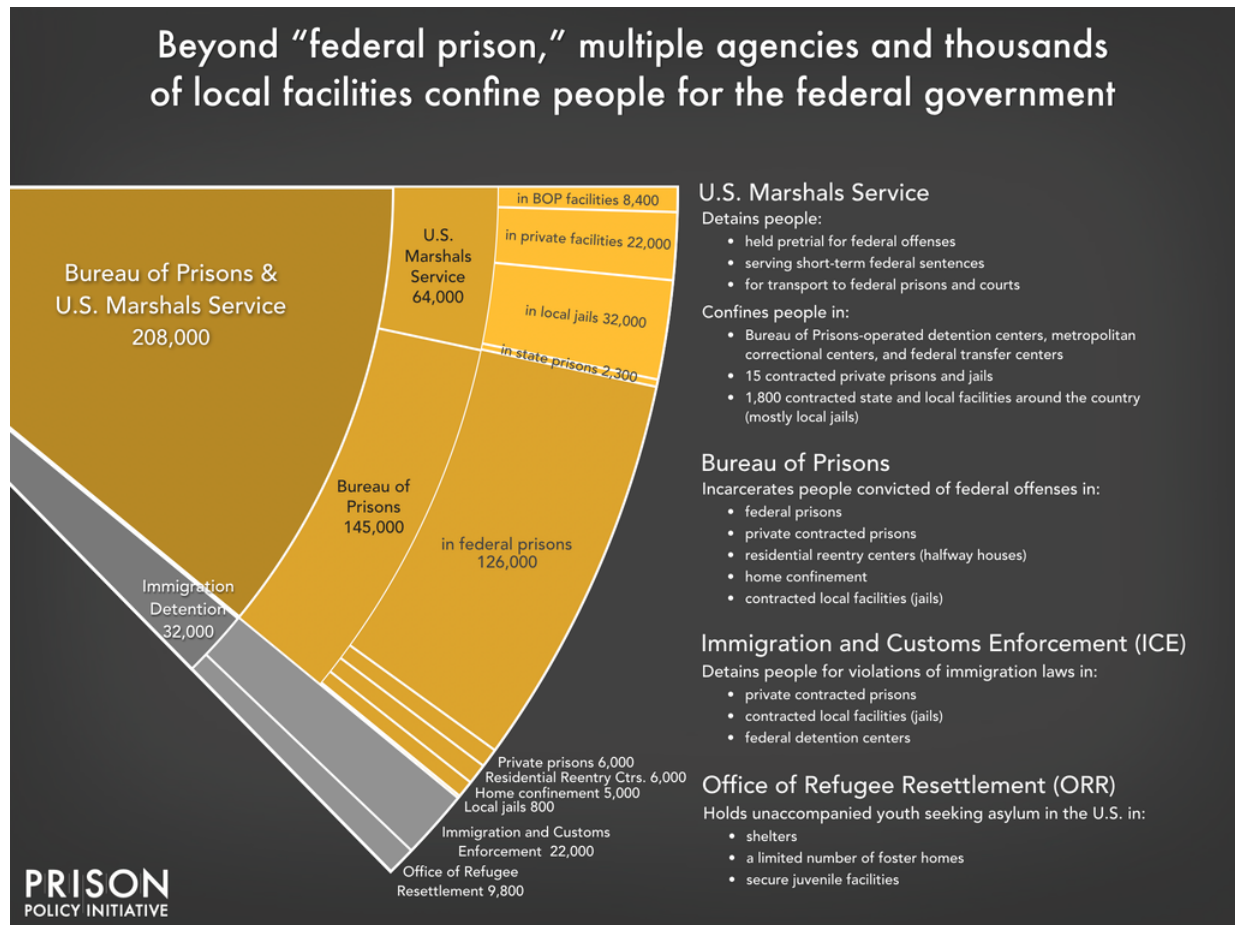 Beyond “federal prison,” multiple agencies and thousands
of local facilities confine people for the federal government
Bureau of Prisons &
U.S. Marshals Service
208,000
U.S.
Marshals
Service
64,000
in BOP facilities 8,400
in private facilities 22,000
in local jails 32,000
in state prisons 2,300
Bureau of
Prisons
145,000
in federal prisons
126,000
Immigration
Detention
32,000
Private prisons 6,000
Residential Reentry Ctrs. 6,000
Home confinement 5,000
Local jails 800
Immigration and Customs
Enforcement 22,000
Office of Refugee
Resettlement 9,800
U.S. Marshals Service
Detains people:
• held pretrial for federal offenses
• serving short-term federal sentences
• for transport to federal prisons and courts
Confines people in:
• Bureau of Prisons-operated detention centers, metropolitan
correctional centers, and federal transfer centers
• 15 contracted private prisons and jails
• 1,800 contracted state and local facilities around the country
(mostly local jails)
Bureau of Prisons
Incarcerates people convicted of federal offenses in:
• federal prisons
• private contracted prisons
• residential reentry centers (halfway houses)
• home confinement
• contracted local facilities (jails)
Immigration and Customs Enforcement (ICE)
Detains people for violations of immigration laws in:
• private contracted prisons
• contracted local facilities (jails)
• federal detention centers
Office of Refugee Resettlement (ORR)
Holds unaccompanied youth seeking asylum in the U.S. in:
• shelters
• a limited number of foster homes
• secure juvenile facilities
PRISON
POLICY INITIATIVE